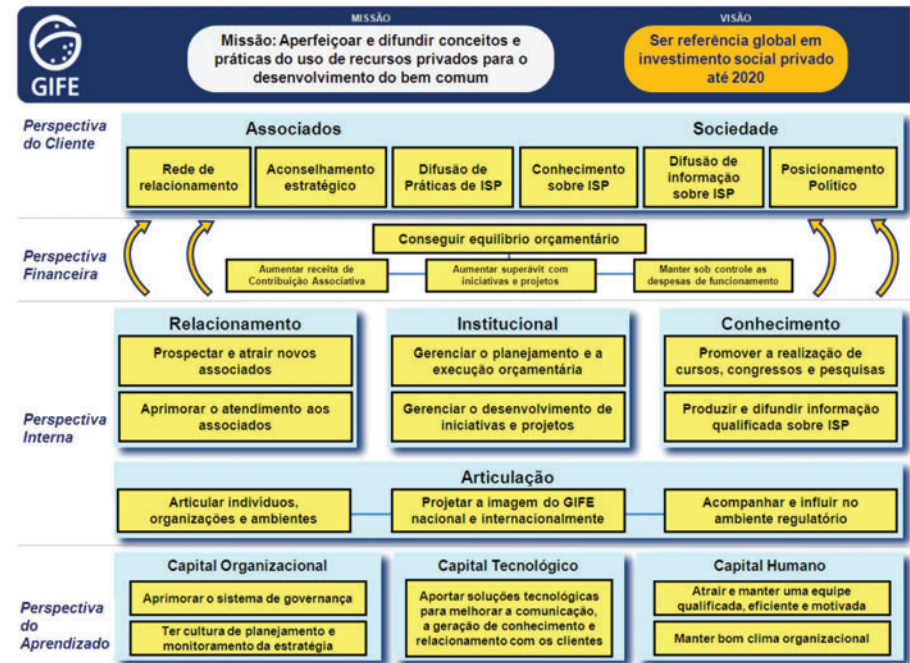 MISSÃO
Missão: Aperfeiçoar e difundir conceitos e
práticas do uso de recursos privados para o
desenvolvimento do bem comum
VISÃO
Ser referência global em
investimento social privado
até 2020
GIFE
Perspectiva
do Cliente
Associados
Sociedade
Rede de
relacionamento
Aconselhamento
estratégico
Difusão de
Práticas de ISP
Conhecimento
sobre ISP
Difusão de
informação
sobre ISP
Posicionamento
Político
Perspectiva
Financeira
Conseguir equilíbrio orçamentário
Aumentar receita de
Contribuição Associativa
Aumentar superávit com
iniciativas e projetos
Manter sob controle as
despesas de funcionamento
Perspectiva
Interna
Relacionamento
Prospectar e atrair novos
associados
Aprimorar o atendimento aos
associados
Institucional
Gerenciar o planejamento e a
execução orçamentária
Gerenciar o desenvolvimento de
iniciativas e projetos
Conhecimento
Promover a realização de
cursos, congressos e pesquisas
Produzir e difundir informação
qualificada sobre ISP
Articulação
Articular indivíduos,
organizações e ambientes
Projetar a imagem do GIFE
nacional e internacionalmente
Acompanhar e influir no
ambiente regulatório
Perspectiva
do
Aprendizado
Capital Organizacional
Aprimorar o sistema de governança
Ter cultura de planejamento e
monitoramento da estratégia
Capital Tecnológico
Aportar soluções tecnológicas
para melhorar a comunicação,
a geração de conhecimento e
relacionamento com os clientes
Capital Humano
Atrair e manter uma equipe
qualificada, eficiente e motivada
Manter bom clima organizacional